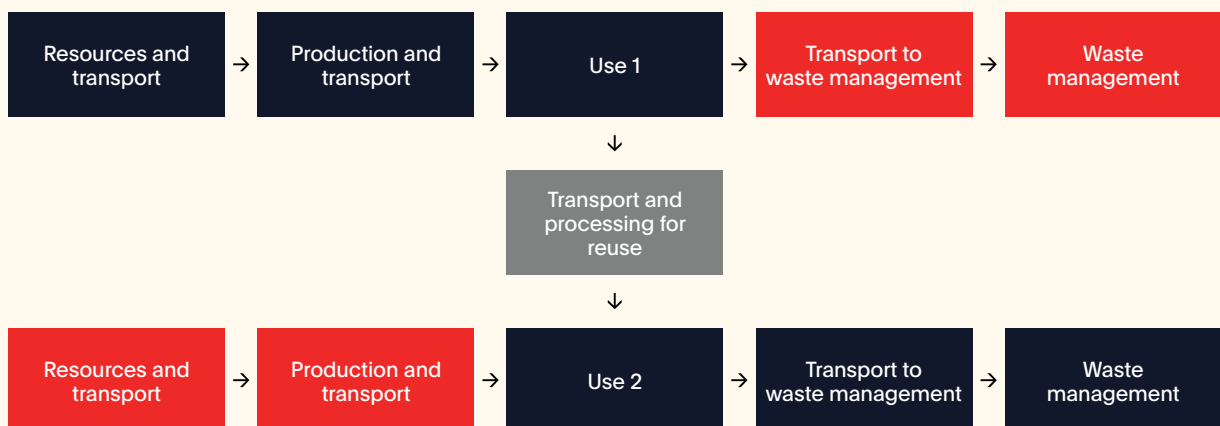 Resources and
transport
→
Production and
transport
→
Use 1
→
Transport to
waste management
→
Waste
management
↓
Transport and
processing for
reuse
↓
Resources and
transport
→
Production and
transport
→
Use 2
→
Transport to
waste management
→
Waste
management